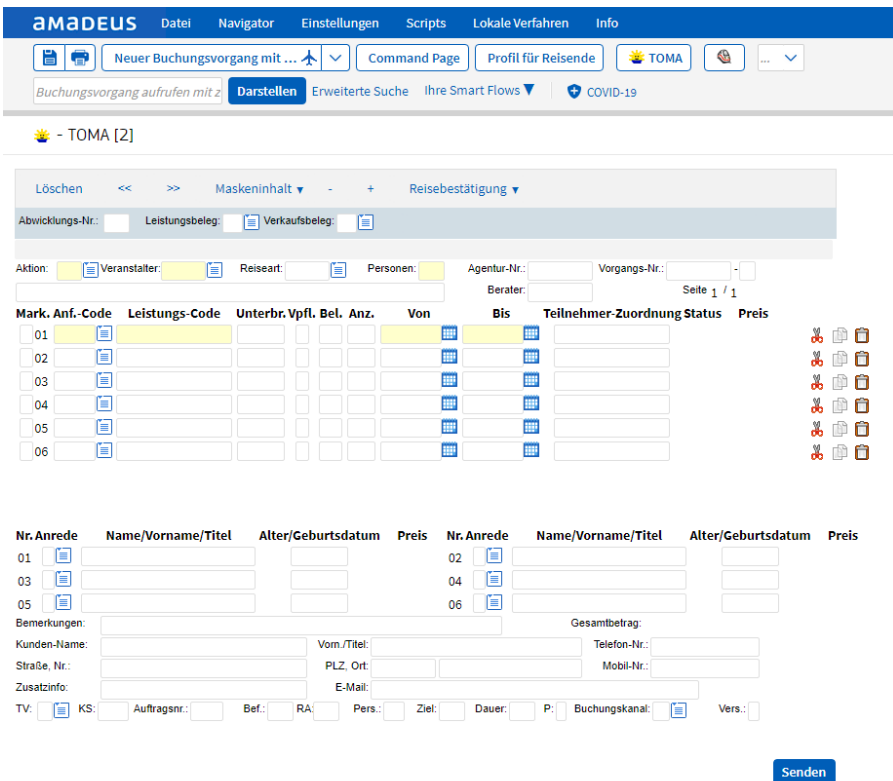 aMaDEUS Datei Navigator Einstellungen Scripts Lokale Verfahren Info
Neuer Buchungsvorgang mit ... Command Page Profil für Reisende TOMA ...
Buchungsvorgang aufrufen mit z Darstellen Erweiterte Suche Ihre Smart Flows COVID-19
- TOMA [2]
Löschen << >> Maskeninhalt - + Reisebestätigung
Abwicklungs-Nr.: Leistungsbeleg: Verkaufsbeleg:
Aktion: Veranstalter: Reiseart: Personen: Agentur-Nr.: Vorgangs-Nr.: -
Berater: Seite 1 / 1
Mark. Anf.-Code Leistungs-Code Unterbr. Vpfl. Bel. Anz. Von Bis Teilnehmer-Zuordnung Status Preis
01
02
03
04
05
06
Nr. Anrede Name/Vorname/Titel Alter/Geburtsdatum Preis Nr. Anrede Name/Vorname/Titel Alter/Geburtsdatum Preis
01 02
03 04
05 06
Bemerkungen: Gesamtbetrag:
Kunden-Name: Vorn./Titel: Telefon-Nr.:
Straße, Nr.: PLZ, Ort: Mobil-Nr.:
Zusatzinfo: E-Mail:
TV: KS: Auftragsnr.: Bef.: RA: Pers.: Ziel: Dauer: P: Buchungskanal: Vers.:
Senden